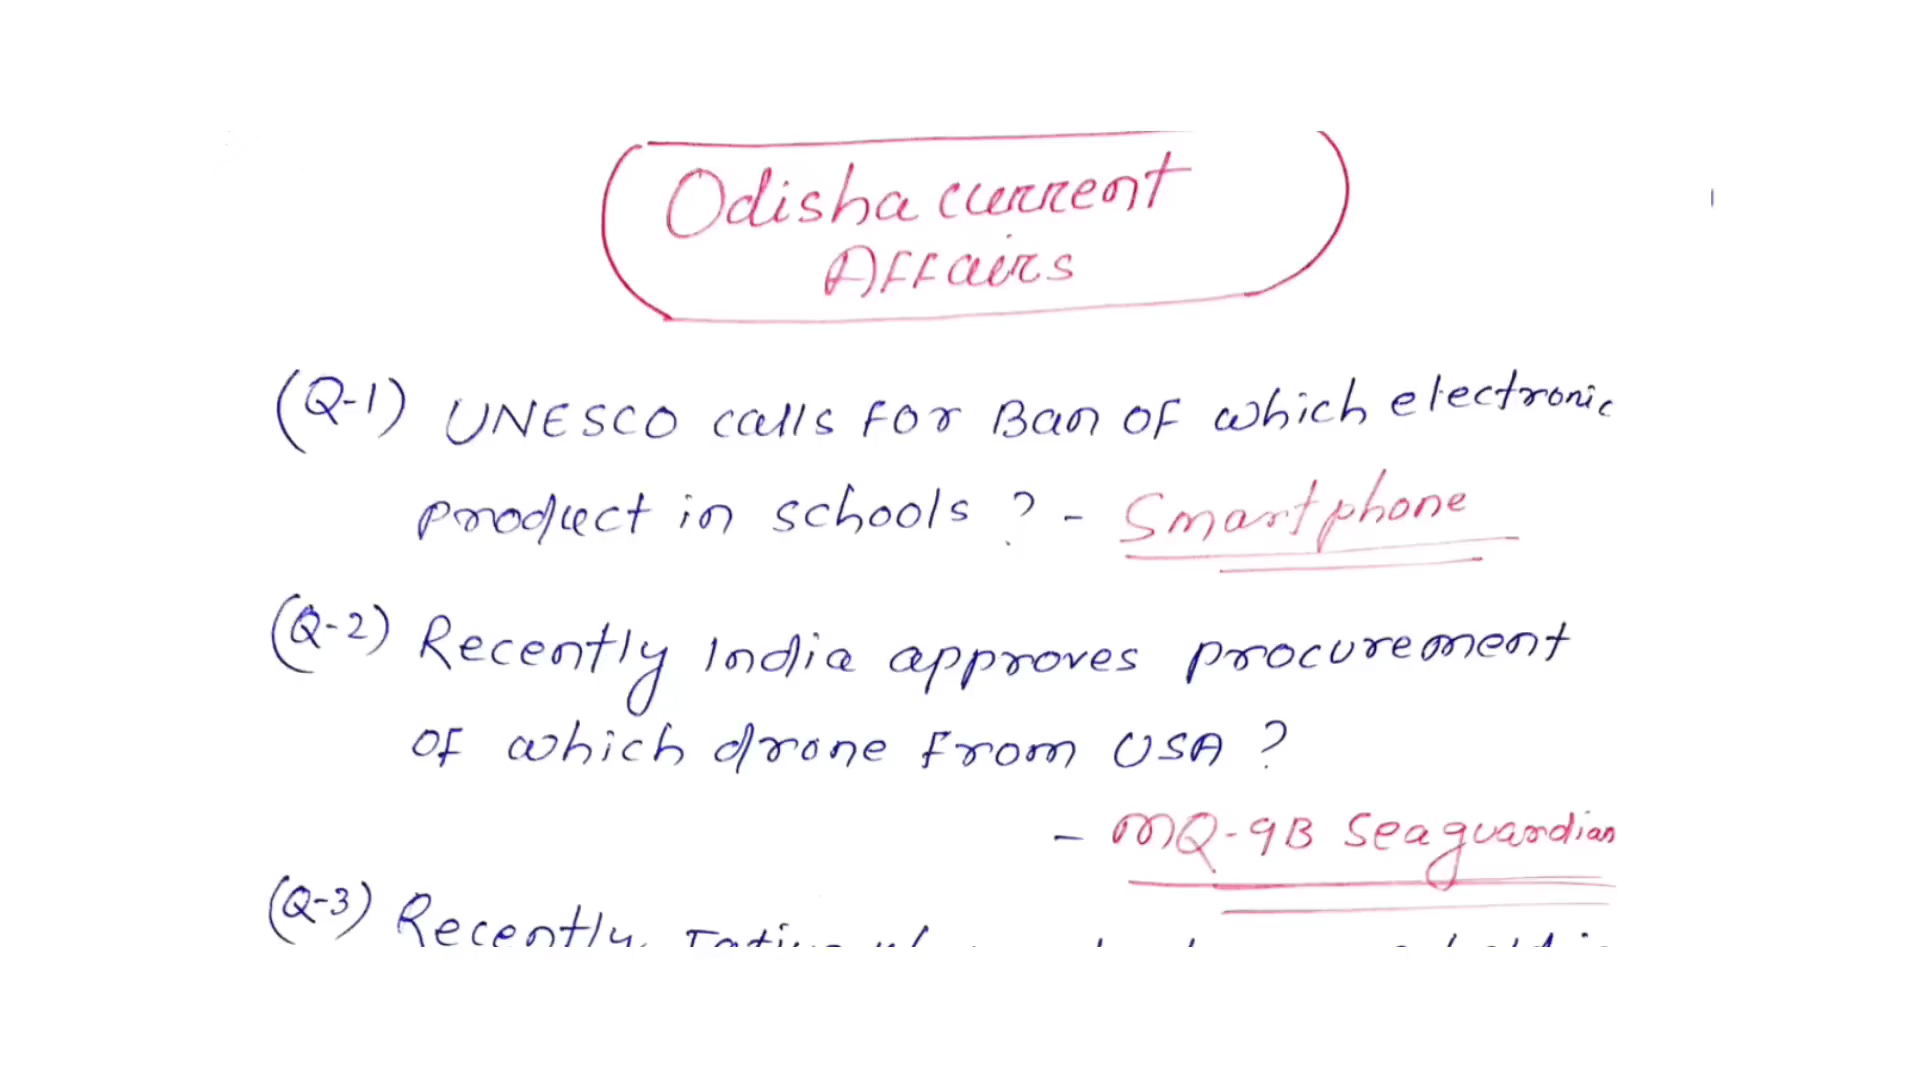 Odisha current
Affairs
(Q-1) UNESCO calls for Ban of which electronic
product in schools ? - Smartphone
(Q-2) Recently India approves procurement
of which drone from USA ?
- MQ-9B Seaguardian
(Q-3) Recently